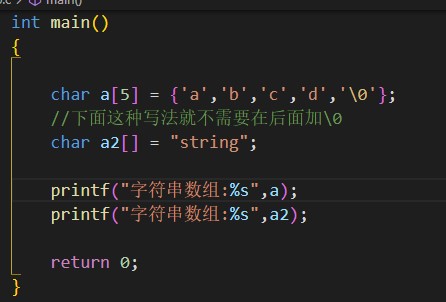 main()
int main()
{
char a[5] = {'a','b','c','d','\0'};
//下面这种写法就不需要在后面加\0
char a2[] = "string";
printf("字符串数组:%s",a);
printf("字符串数组:%s",a2);
return 0;
}